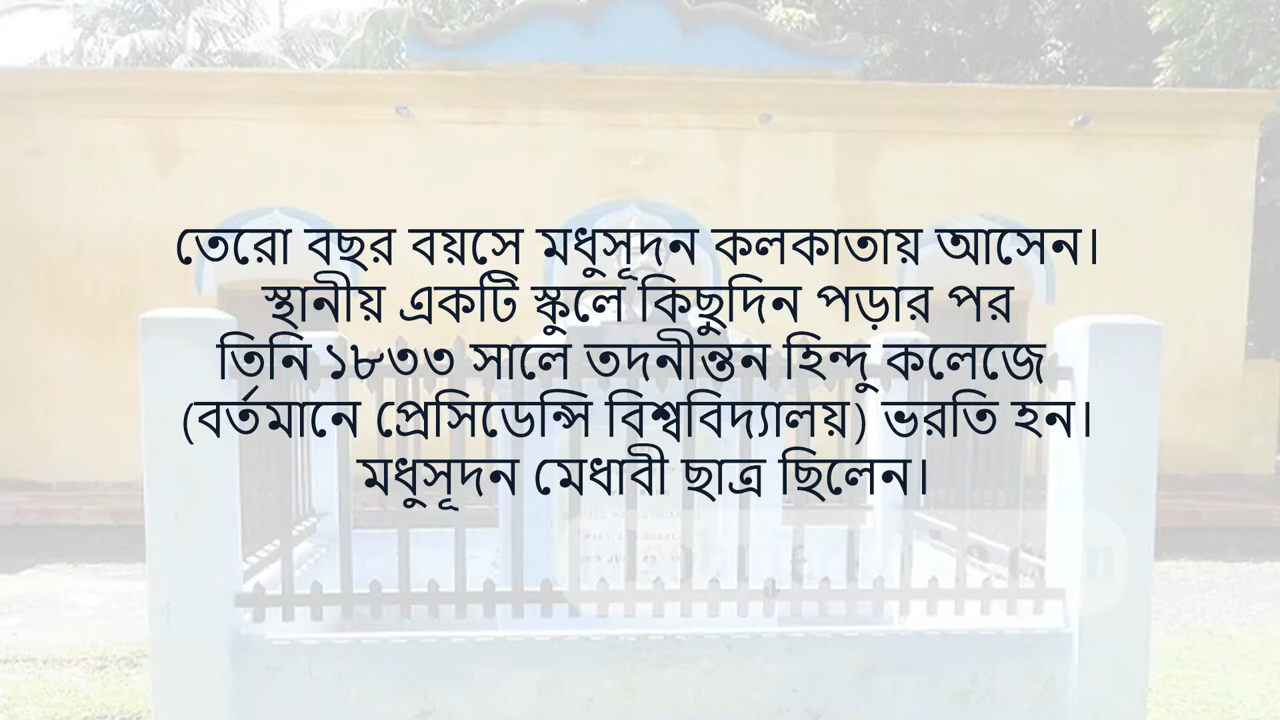 তেরো বছর বয়সে মধুসূদন কলকাতায় আসেন।
স্থানীয় একটি স্কুলে কিছুদিন পড়ার পর
তিনি ১৮৩৩ সালে তদনীন্তন হিন্দু কলেজে
(বর্তমানে প্রেসিডেন্সি বিশ্ববিদ্যালয়) ভরতি হন।
মধুসূদন মেধাবী ছাত্র ছিলেন।